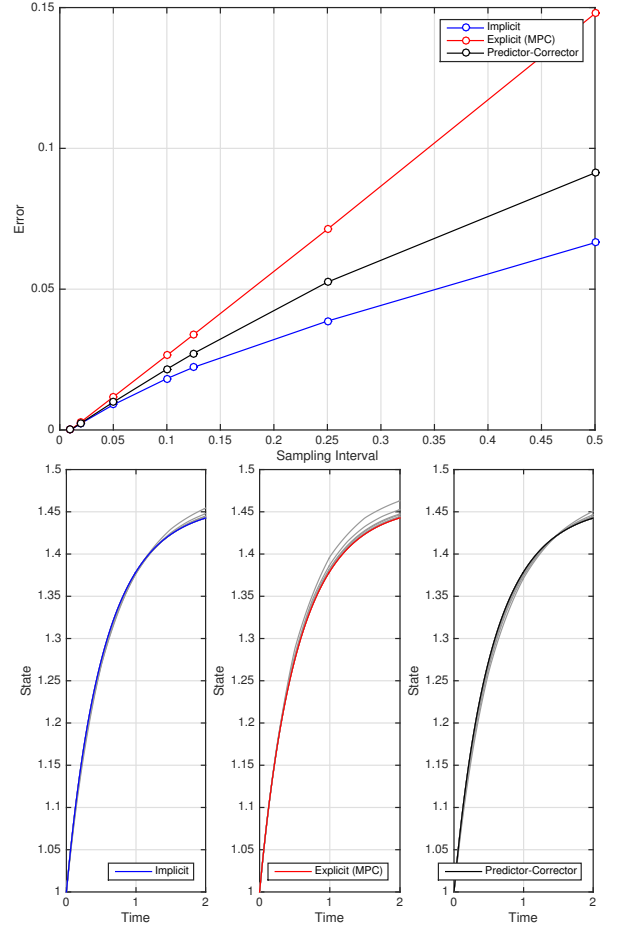 0.15
0.1
0.05
0
Error
Implicit
Explicit (MPC)
Predictor-Corrector
0 0.05 0.1 0.15 0.2 0.25 0.3 0.35 0.4 0.45 0.5
Sampling Interval
1.5
1.45
1.4
1.35
1.3
1.25
1.2
1.15
1.1
1.05
1
State
Implicit
0 1 2
Time
1.5
1.45
1.4
1.35
1.3
1.25
1.2
1.15
1.1
1.05
1
State
Explicit (MPC)
0 1 2
Time
1.5
1.45
1.4
1.35
1.3
1.25
1.2
1.15
1.1
1.05
1
State
Predictor-Corrector
0 1 2
Time